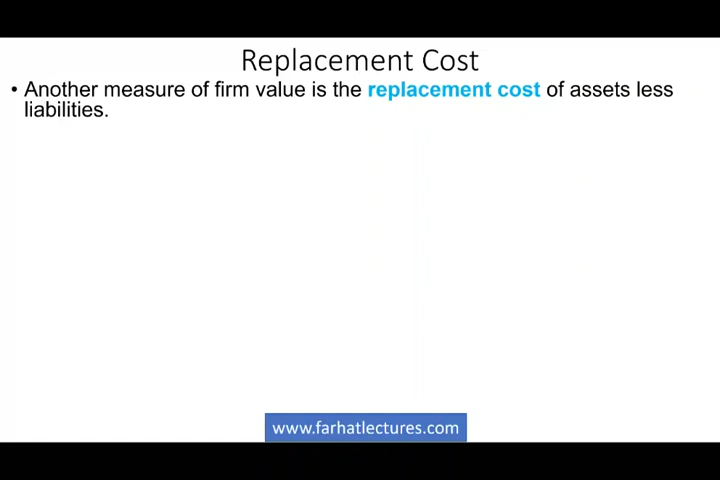 Replacement Cost
• Another measure of firm value is the replacement cost of assets less
liabilities.
www.farhatlectures.com